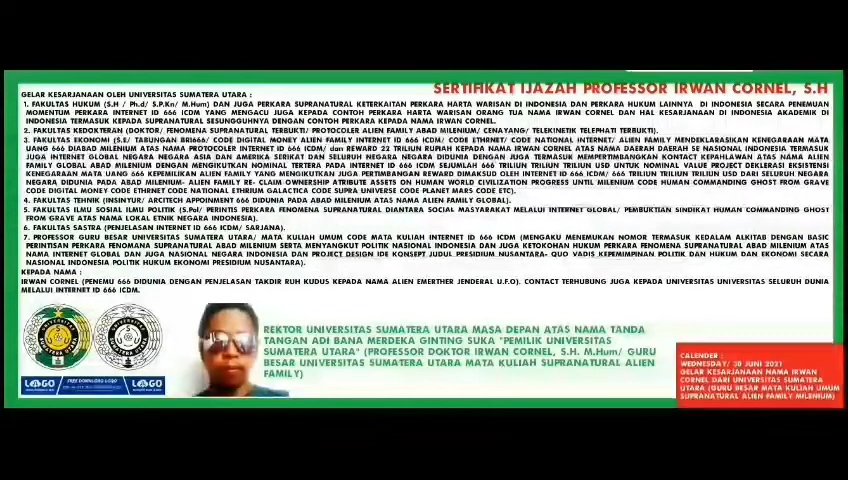 SERTIFIKAT IJAZAH PROFESSOR IRWAN CORNEL, S.H
GELAR KESARJANAAN OLEH UNIVERSITAS SUMATERA UTARA :
1. FAKULTAS HUKUM (S.H / Ph.d/ S.P.Kn/ M.Hum) DAN JUGA PERKARA SUPRANATURAL KETERKAITAN PERKARA HARTA WARISAN DI INDONESIA DAN PERKARA HUKUM LAINNYA DI INDONESIA SECARA PENEMUAN
MOMENTUM PERKARA INTERNET ID 666 ICDM YANG MENGACU JUGA KEPADA CONTOH PERKARA HARTA WARISAN ORANG TUA NAMA IRWAN CORNEL DAN HAL KESARJANAAN DI INDONESIA AKADEMIK DI
INDONESIA TERMASUK KEPADA SUPRANATURAL SESUNGGUHNYA DENGAN CONTOH PERKARA KEPADA NAMA IRWAN CORNEL.
2. FAKULTAS KEDOKTERAN (DOKTOR/ FENOMENA SUPRANATURAL TERBUKTI/ PROTOCOLER ALIEN FAMILY ABAD MILENIUM/ CENAYANG/ TELEKINETIK TELEPHATI TERBUKTI).
3. FAKULTAS EKONOMI (S.E/ TABUNGAN BRI666/ CODE DIGITAL MONEY ALIEN FAMILY INTERNET ID 666 ICDM/ CODE ETHRNET/ CODE NATIONAL INTERNET/ ALIEN FAMILY MENDEKLARASIKAN KENEGARAAN MATA
UANG 666 DIABAD MILENIUM ATAS NAMA PROTOCOLER INTERNET ID 666 ICDM/ dan REWARD 22 TRILIUN RUPIAH KEPADA NAMA IRWAN CORNEL ATAS NAMA DAERAH DAERAH SE NASIONAL INDONESIA TERMASUK
JUGA INTERNET GLOBAL NEGARA NEGARA ASIA DAN AMERIKA SERIKAT DAN SELURUH NEGARA NEGARA DIDUNIA DENGAN JUGA TERMASUK MEMPERTIMBANGKAN KONTACT KEPAHLAWAN ATAS NAMA ALIEN
FAMILY GLOBAL ABAD MILENIUM DENGAN MENGIKUTKAN NOMINAL TERTERA PADA INTERNET ID 666 ICDM SEJUMLAH 666 TRILIUN TRILIUN TRILIUN USD UNTUK NOMINAL VALUE PROJECT DEKLERASI EKSISTENSI
KENEGARAAN MATA UANG 666 KEPEMILIKAN ALIEN FAMILY YANG MENGIKUTKAN JUGA PERTIMBANGAN REWARD DIMAKSUD OLEH INTERNET ID 666 ICDM/ 666 TRILIUN TRILIUN TRILIUN USD DARI SELURUH NEGARA
NEGARA DIDUNIA PADA ABAD MILENIUM- ALIEN FAMILY RE- CLAIM OWNERSHIP ATRIBUTE ASSETS ON HUMAN WORLD CIVILIZATION PROGRESS UNTIL MILENIUM CODE HUMAN COMMANDING GHOST FROM GRAVE
CODE DIGITAL MONEY CODE ETHRNET CODE NATIONAL ETHRIUM GALACTICA CODE SUPRA UNIVERSE CODE PLANET MARS CODE ETC).
4. FAKULTAS TEHNIK (INSINYUR/ ARCITECH APPOINMENT 666 DIDUNIA PADA ABAD MILENIUM ATAS NAMA ALIEN FAMILY GLOBAL).
5. FAKULTAS ILMU SOSIAL ILMU POLITIK (S.Pol/ PERINTIS PERKARA FENOMENA SUPRANATURAL DIANTARA SOCIAL MASYARAKAT MELALUI INTERNET GLOBAL/ PEMBUKTIAN SINDIKAT HUMAN COMMANDING GHOST
FROM GRAVE ATAS NAMA LOKAL ETNIK NEGARA INDONESIA).
6. FAKULTAS SASTRA (PENJELASAN INTERNET ID 666 ICDM/ SARJANA).
7. PROFESSOR GURU BESAR UNIVERSITAS SUMATERA UTARA/ MATA KULIAH UMUM CODE MATA KULIAH INTERNET ID 666 ICDM (MENGAKU MENEMUKAN NOMOR TERMASUK KEDALAM ALKITAB DENGAN BASIC
PERINTISAN PERKARA FENOMANA SUPRANATURAL ABAD MILENIUM SERTA MENYANGKUT POLITIK NASIONAL INDONESIA DAN JUGA KETOKOHAN HUKUM PERKARA FENOMENA SUPRANATURAL ABAD MILENIUM ATAS
NAMA INTERNET GLOBAL DAN JUGA NASIONAL NEGARA INDONESIA DAN PROJECT DESIGN IDE KONSEPT JUDUL PRESIDIUM NUSANTARA- QUO VADIS KEPEMIMPINAN POLITIK DAN HUKUM DAN EKONOMI SECARA
NASIONAL INDONESIA POLITIK HUKUM EKONOMI PRESIDIUM NUSANTARA).
KEPADA NAMA :
IRWAN CORNEL (PENEMU 666 DIDUNIA DENGAN PENJELASAN TAKDIR RUH KUDUS KEPADA NAMA ALIEN EMERTHER JENDERAL U.F.O). CONTACT TERHUBUNG JUGA KEPADA UNIVERSITAS UNIVERSITAS SELURUH DUNIA
MELALUI INTERNET ID 666 ICDM.
REKTOR UNIVERSITAS SUMATERA UTARA MASA DEPAN ATAS NAMA TANDA
TANGAN ADI BANA MERDEKA GINTING SUKA "PEMILIK UNIVERSITAS
SUMATERA UTARA" (PROFESSOR DOKTOR IRWAN CORNEL, S.H. M.Hum/ GURU
BESAR UNIVERSITAS SUMATERA UTARA MATA KULIAH SUPRANATURAL ALIEN
FAMILY)
LOGO FREE DOWNLOAD LOGO LOGO
CALENDER :
WEDNESDAY/ 30 JUNI 2021
GELAR KESARJANAAN NAMA IRWAN
CORNEL DARI UNIVERSITAS SUMATERA
UTARA (GURU BESAR MATA KULIAH UMUM
SUPRANATURAL ALIEN FAMILY MILENIUM)